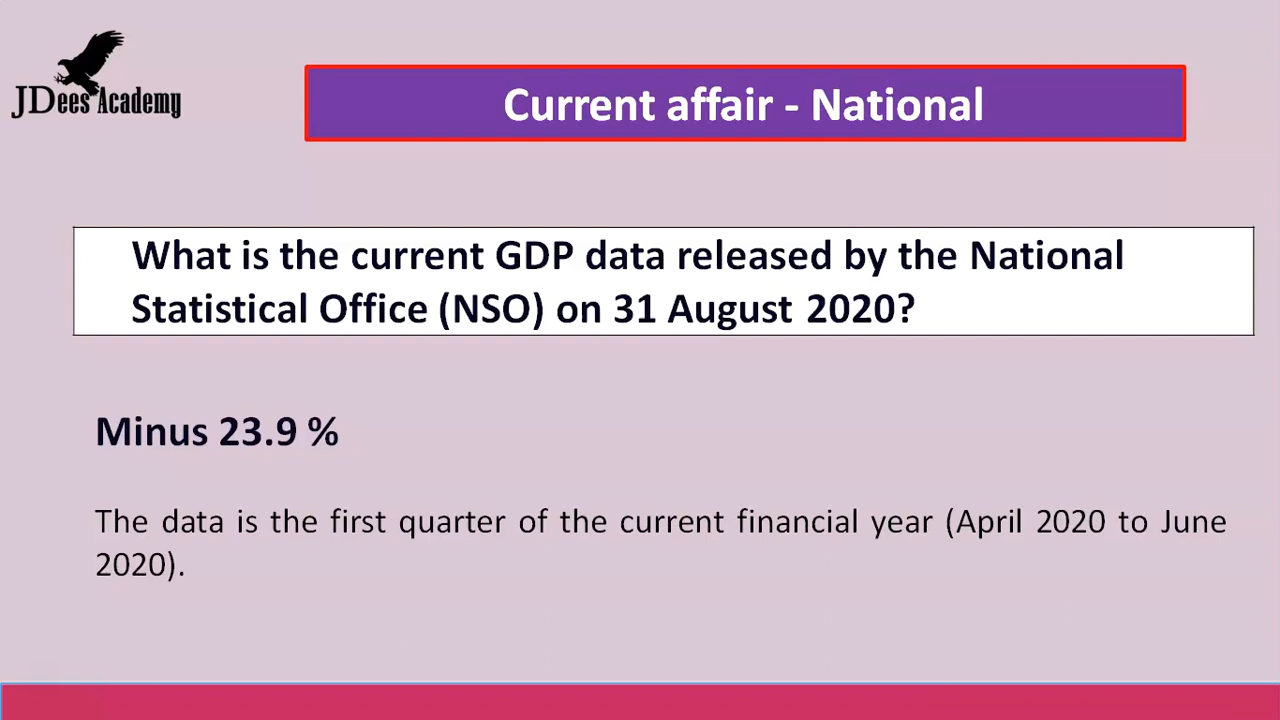 JDees Academy
Current affair - National
What is the current GDP data released by the National
Statistical Office (NSO) on 31 August 2020?
Minus 23.9 %
The data is the first quarter of the current financial year (April 2020 to June
2020).